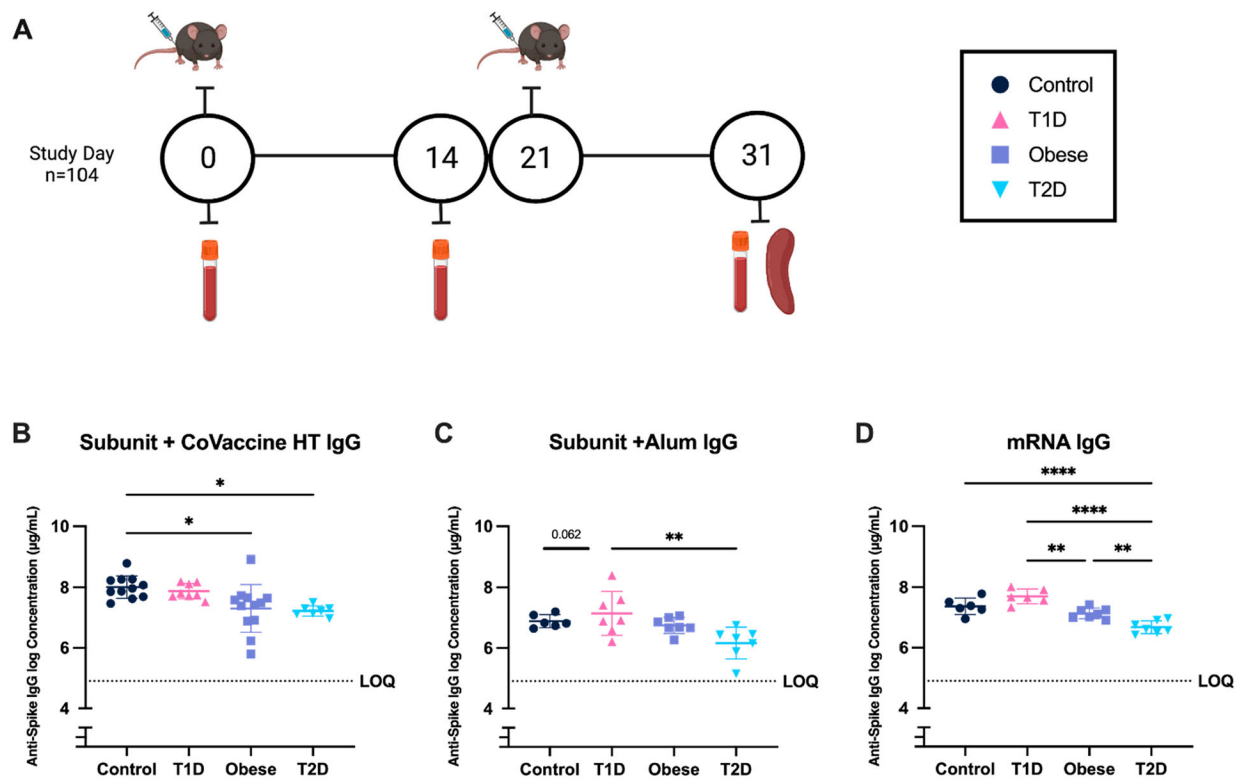 A
Study Day
n=104
0
14
21
31
Control
T1D
Obese
T2D
B
Subunit + CoVaccine HT IgG
Anti-Spike IgG log Concentration (µg/mL)
10
8
6
4
*
*
LOQ
Control
T1D
Obese
T2D
C
Subunit +Alum IgG
Anti-Spike IgG log Concentration (µg/mL)
10
8
6
4
0.062
**
LOQ
Control
T1D
Obese
T2D
D
mRNA IgG
Anti-Spike IgG log Concentration (µg/mL)
10
8
6
4
****
****
**
**
LOQ
Control
T1D
Obese
T2D